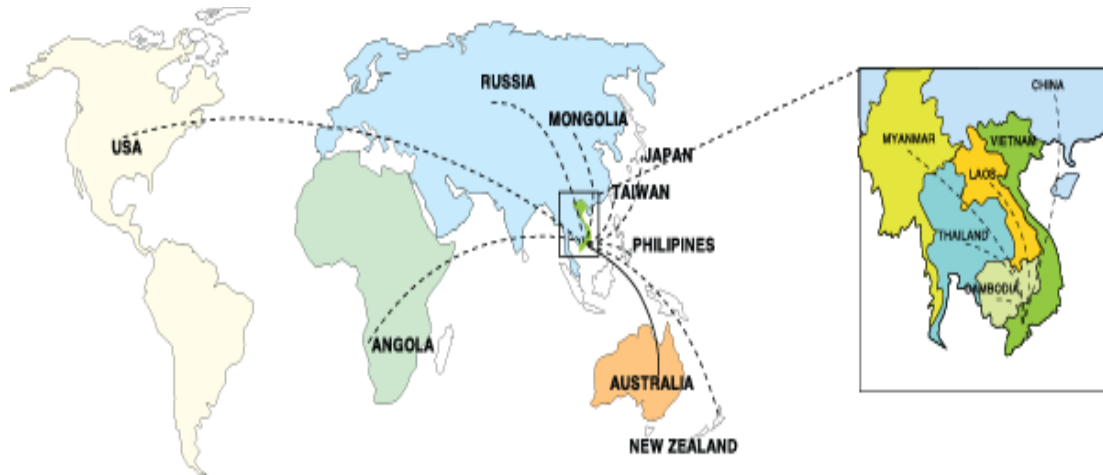 RUSSIA
MONGOLIA
USA
JAPAN
TAIWAN
PHILIPINES
ANGOLA
AUSTRALIA
NEW ZEALAND
CHINA
MYANMAR
VIETNAM
LAOS
THAILAND
CAMBODIA